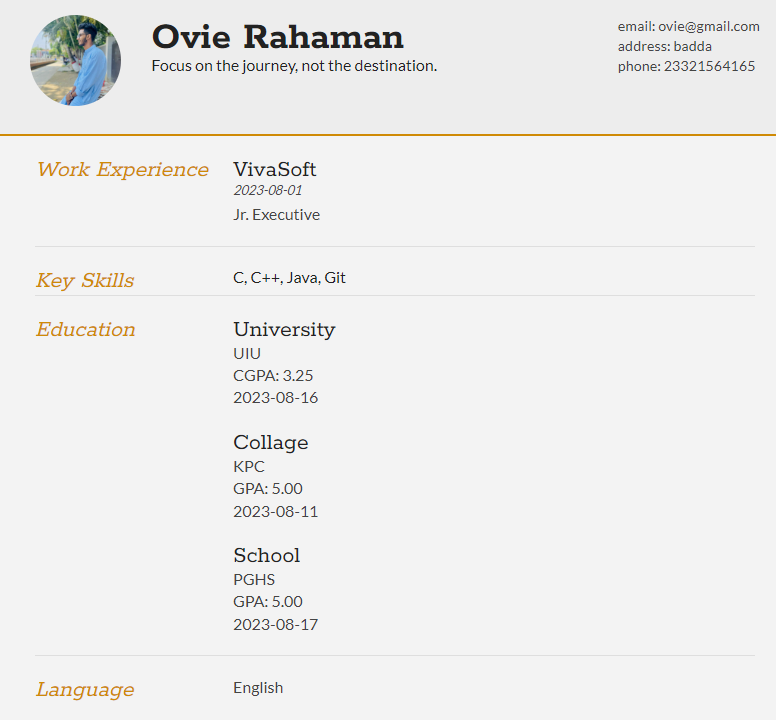 Ovie Rahaman
Focus on the journey, not the destination.
email: ovie@gmail.com
address: badda
phone: 23321564165
Work Experience
VivaSoft
2023-08-01
Jr. Executive
Key Skills
C, C++, Java, Git
Education
University
UIU
CGPA: 3.25
2023-08-16
Collage
KPC
GPA: 5.00
2023-08-11
School
PGHS
GPA: 5.00
2023-08-17
Language
English